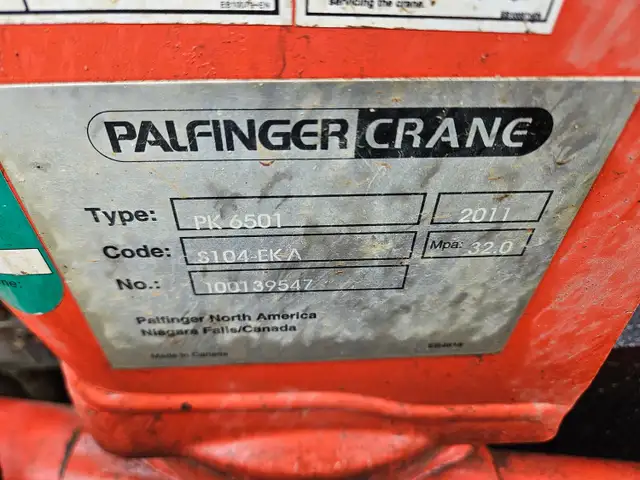 servicing the crane.
PALFINGER CRANE
Type: PK 6501 2011
Code: S104-EK A Mpa: 32.0
No.: 100139547
Palfinger North America
Niagara Falls/Canada
Made in Canada